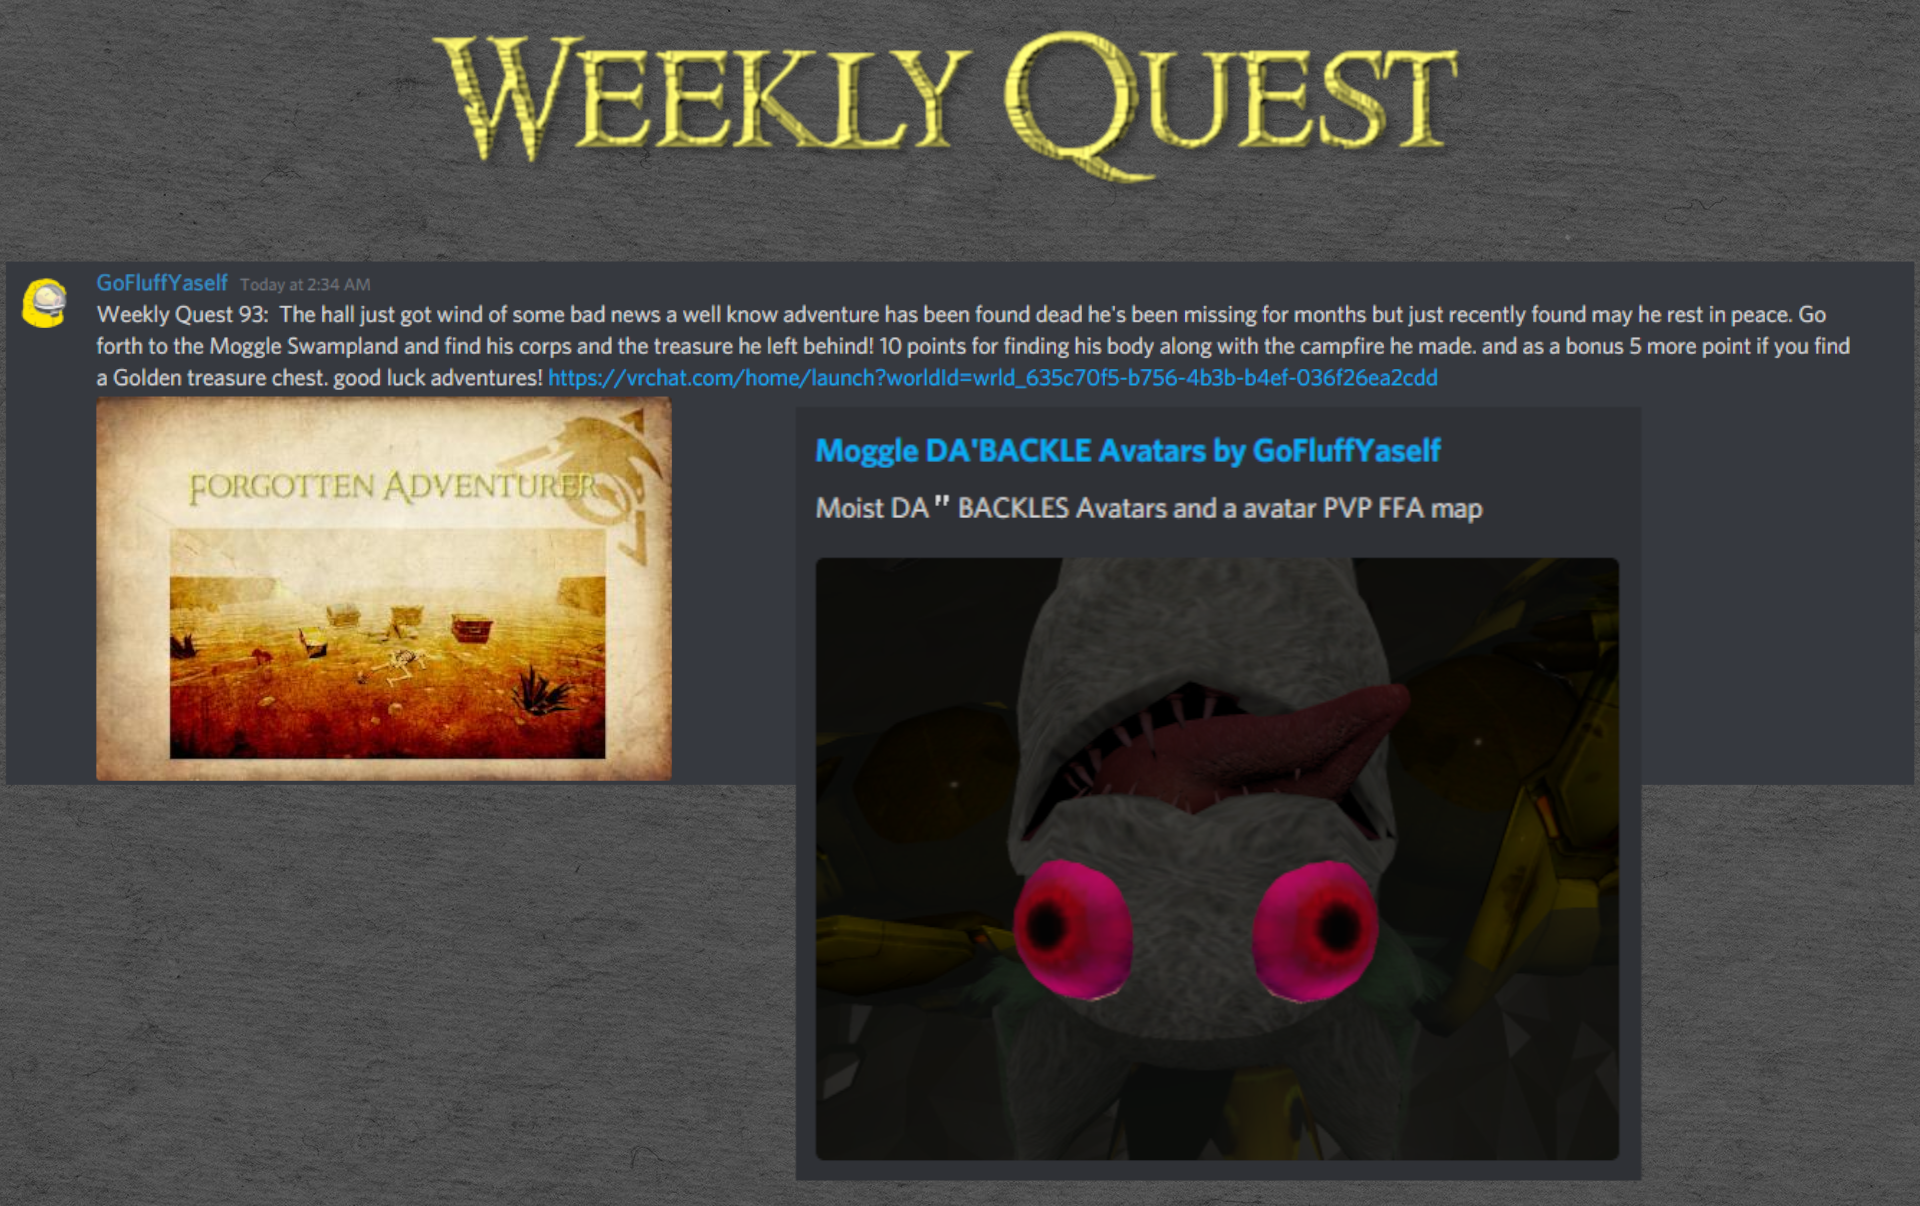 WEEKLY QUEST
GoFluffYaself Today at 2:34 AM
Weekly Quest 93: The hall just got wind of some bad news a well know adventure has been found dead he's been missing for months but just recently found may he rest in peace. Go
forth to the Moggle Swampland and find his corps and the treasure he left behind! 10 points for finding his body along with the campfire he made. and as a bonus 5 more point if you find
a Golden treasure chest. good luck adventures! https://vrchat.com/home/launch?worldId=wrld_635c70f5-b756-4b3b-b4ef-036f26ea2cdd
FORGOTTEN ADVENTURER
Moggle DA'BACKLE Avatars by GoFluffYaself
Moist DA " BACKLES Avatars and a avatar PVP FFA map